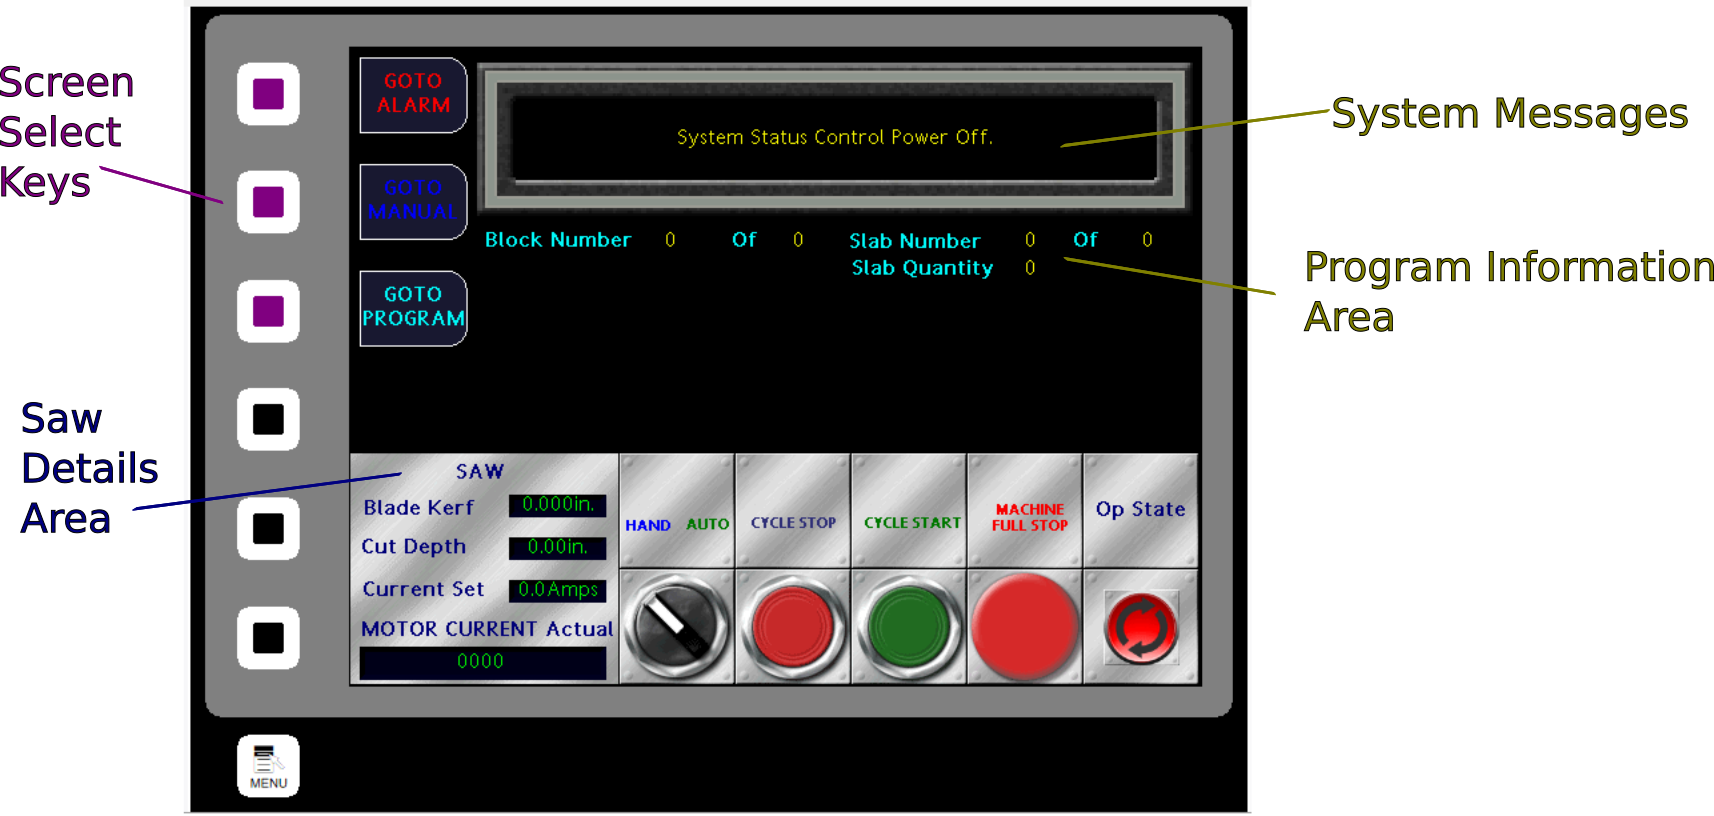 Screen
Select
Keys
GOTO
ALARM
System Status Control Power Off.
System Messages
GOTO
MANUAL
Block Number 0 Of 0 Slab Number 0 Of 0
Slab Quantity 0
Program Information
Area
GOTO
PROGRAM
Saw
Details
Area
SAW
Blade Kerf 0.000in.
Cut Depth 0.00in.
Current Set 0.0Amps
MOTOR CURRENT Actual
0000
HAND AUTO
CYCLE STOP
CYCLE START
MACHINE
FULL STOP
Op State
MENU